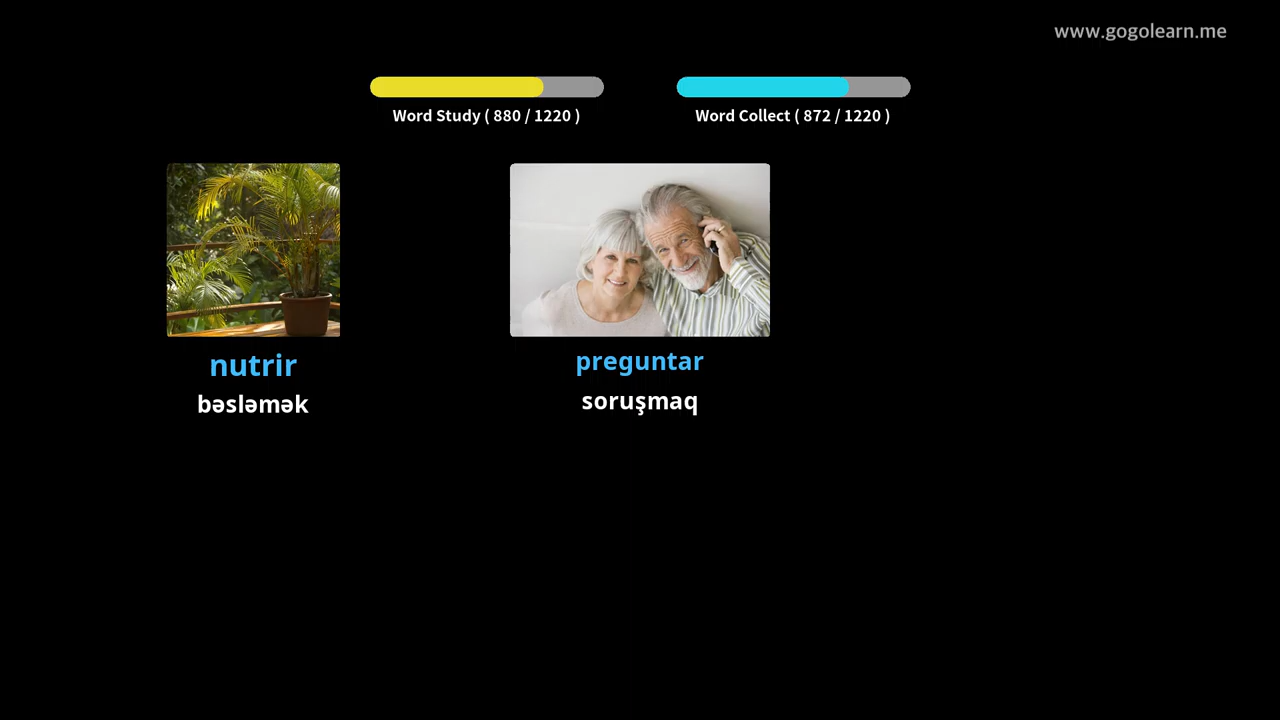 www.gogolearn.me
Word Study ( 880 / 1220 )
Word Collect ( 872 / 1220 )
nutrir
bəsləmək
preguntar
soruşmaq